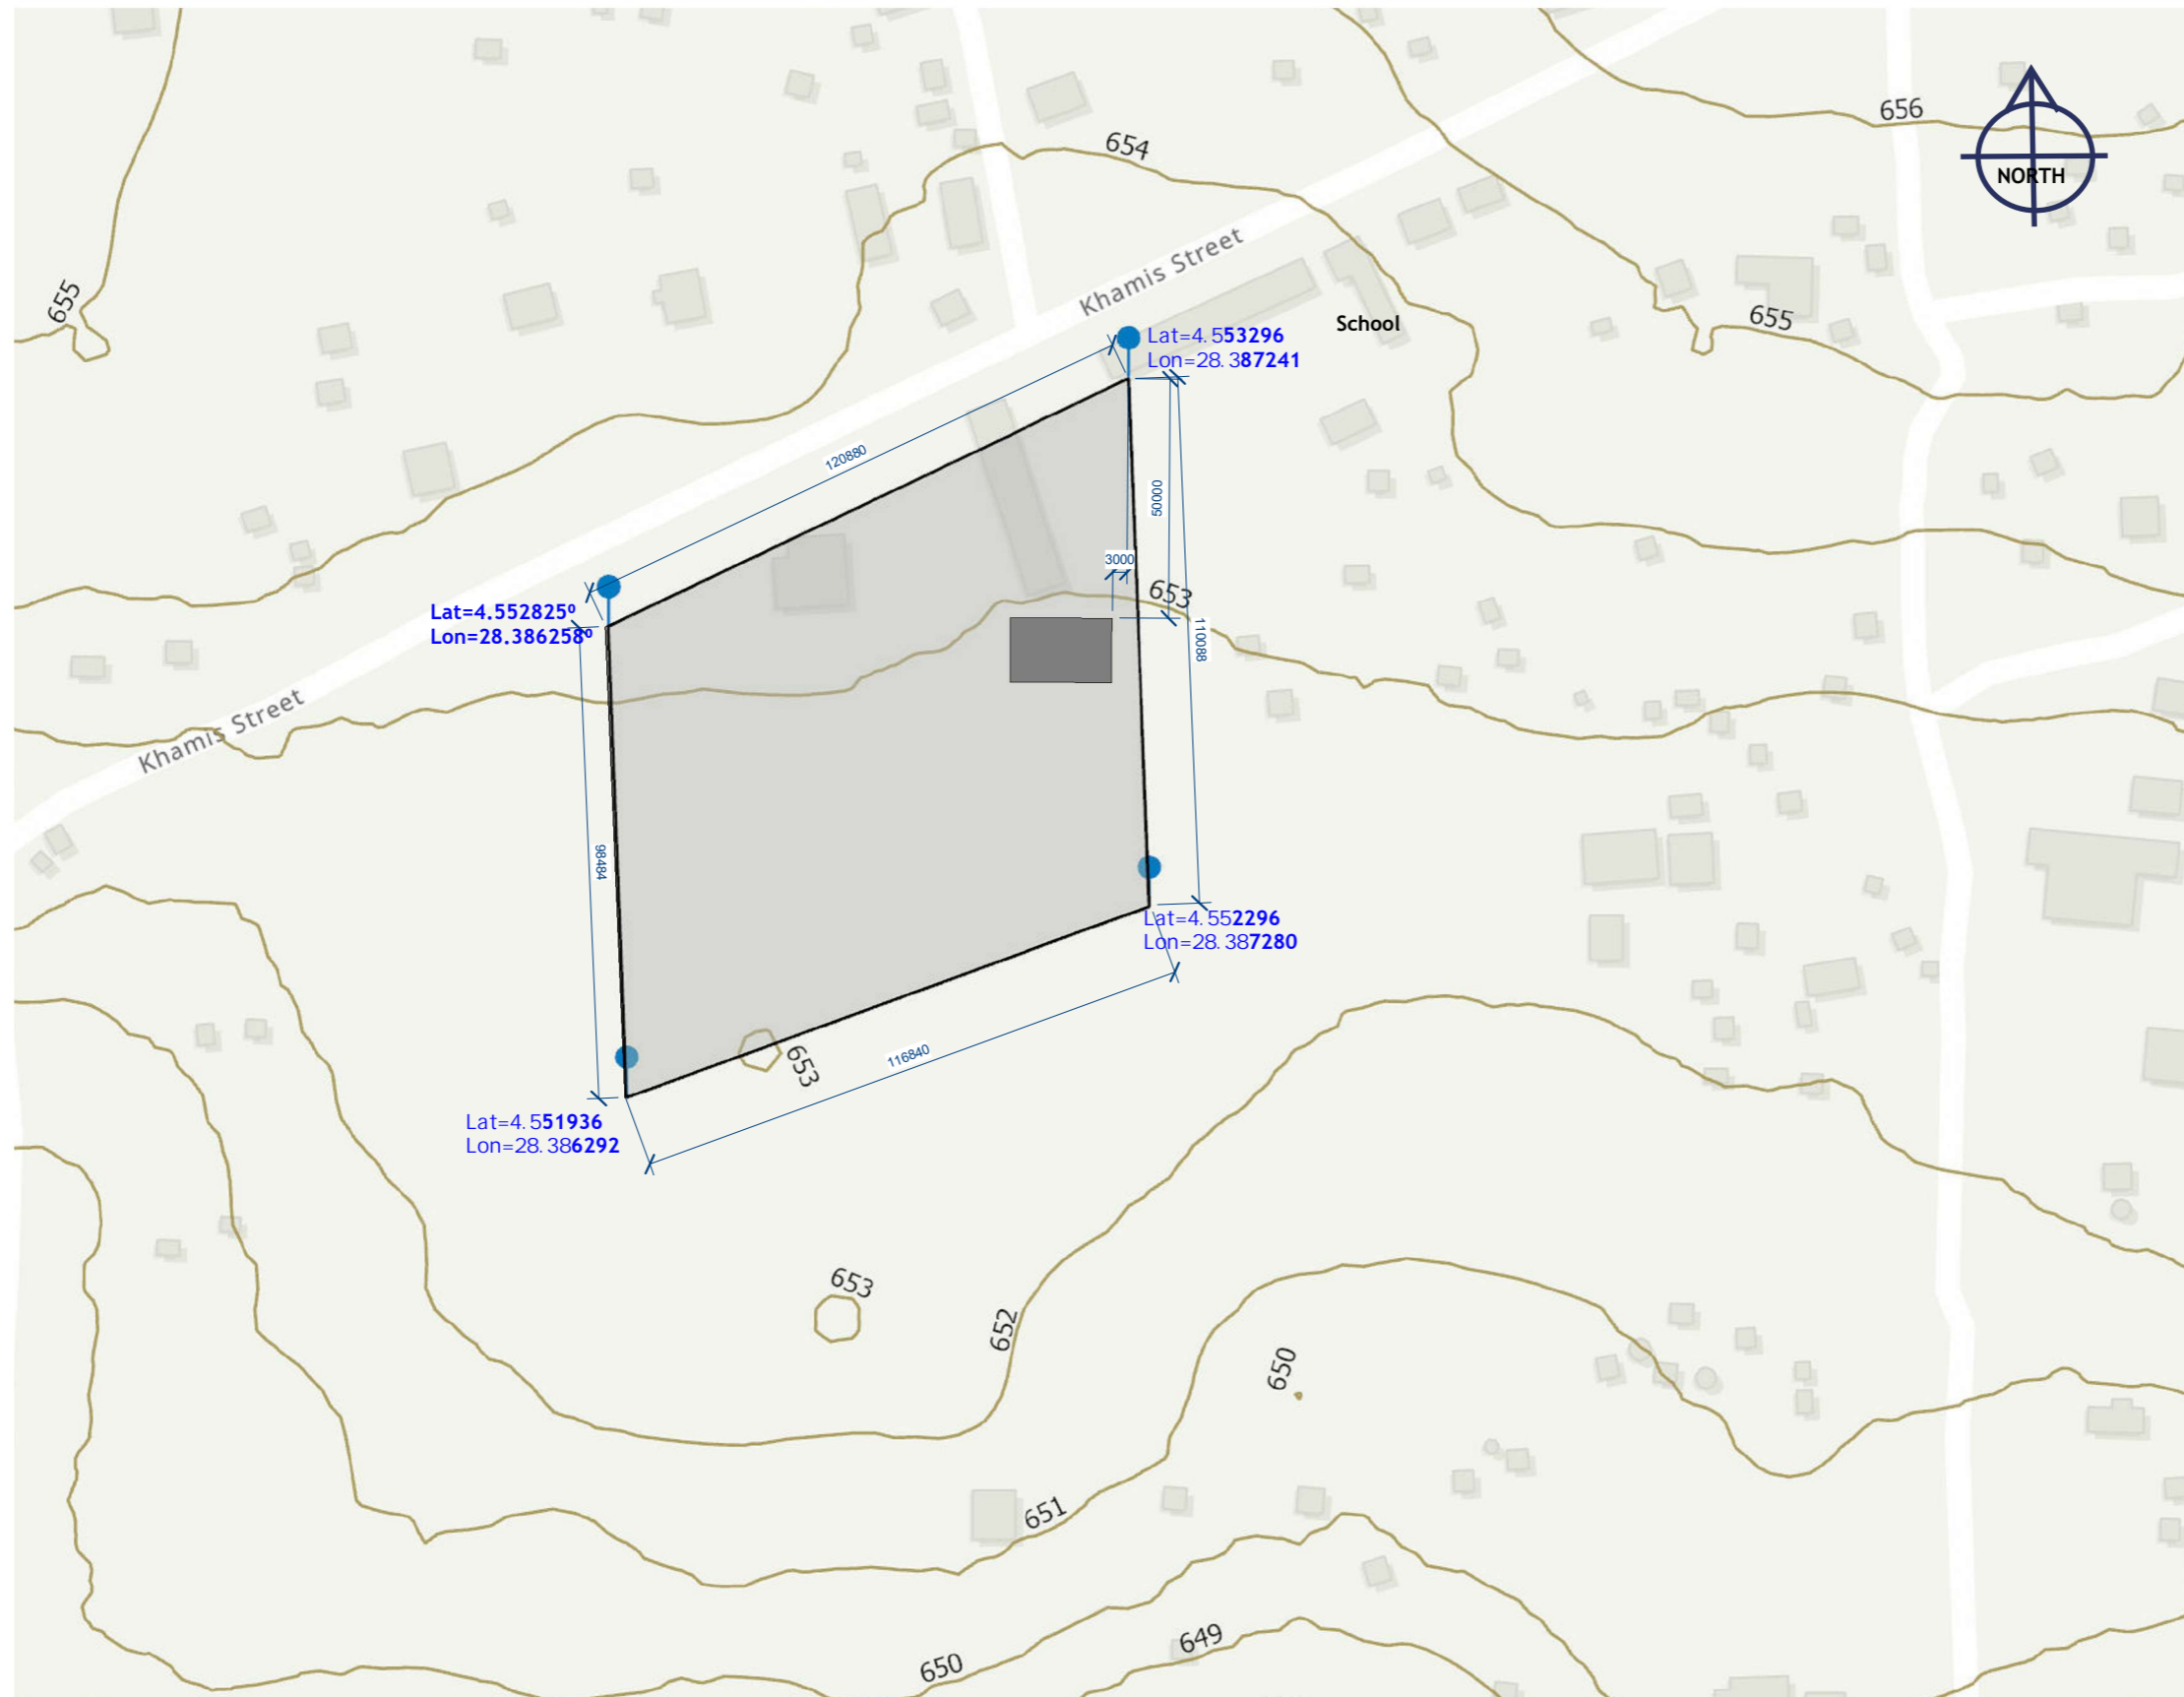 656
654
NORTH
Khamis Street
655
655
School
Lat=4.553296
Lon=28.387241
120880
50000
3000
653
Lat=4.552825º
Lon=28.386258º
110088
Khamis Street
98484
Lat=4.552296
Lon=28.387280
116840
653
Lat=4.551936
Lon=28.386292
653
652
650
651
649
650